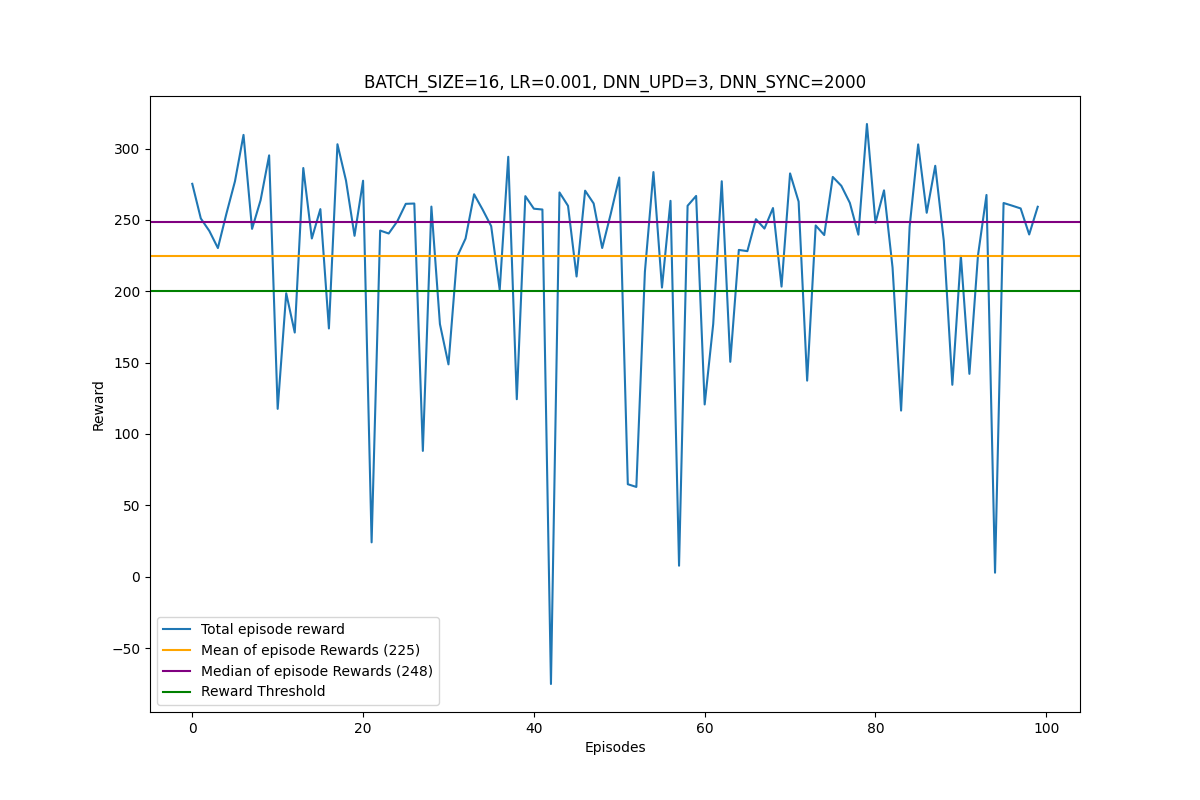 BATCH_SIZE=16, LR=0.001, DNN_UPD=3, DNN_SYNC=2000
300
250
200
150
100
50
0
−50
Reward
Total episode reward
Mean of episode Rewards (225)
Median of episode Rewards (248)
Reward Threshold
0 20 40 60 80 100
Episodes